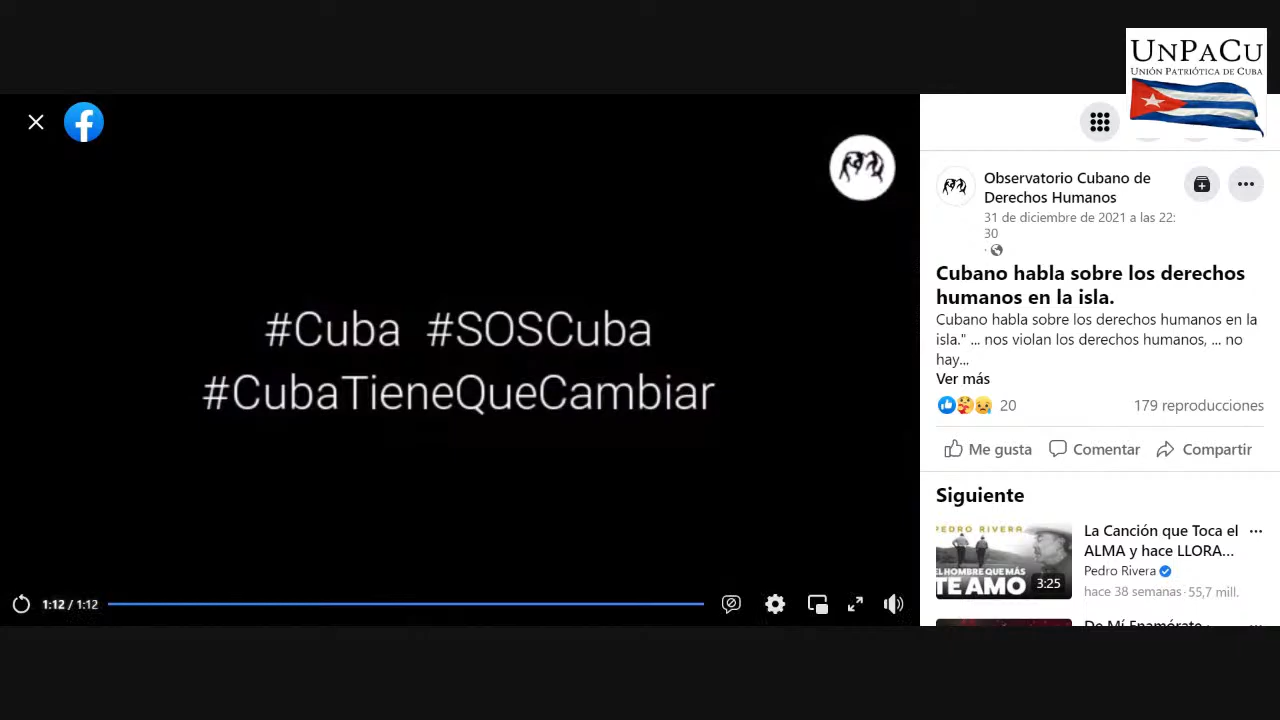 UNPACU
UNIÓN PATRIÓTICA DE CUBA
#Cuba #SOSCuba
#CubaTieneQueCambiar
1:12 / 1:12
Observatorio Cubano de
Derechos Humanos
31 de diciembre de 2021 a las 22:
30
·
Cubano habla sobre los derechos
humanos en la isla.
Cubano habla sobre los derechos humanos en la
isla." ... nos violan los derechos humanos, ... no
hay...
Ver más
20
179 reproducciones
Me gusta
Comentar
Compartir
Siguiente
PEDRO RIVERA
EL HOMBRE QUE MÁS
TE AMO
3:25
La Canción que Toca el
ALMA y hace LLORA...
Pedro Rivera
hace 38 semanas · 55,7 mill.
De Mí Enamórate